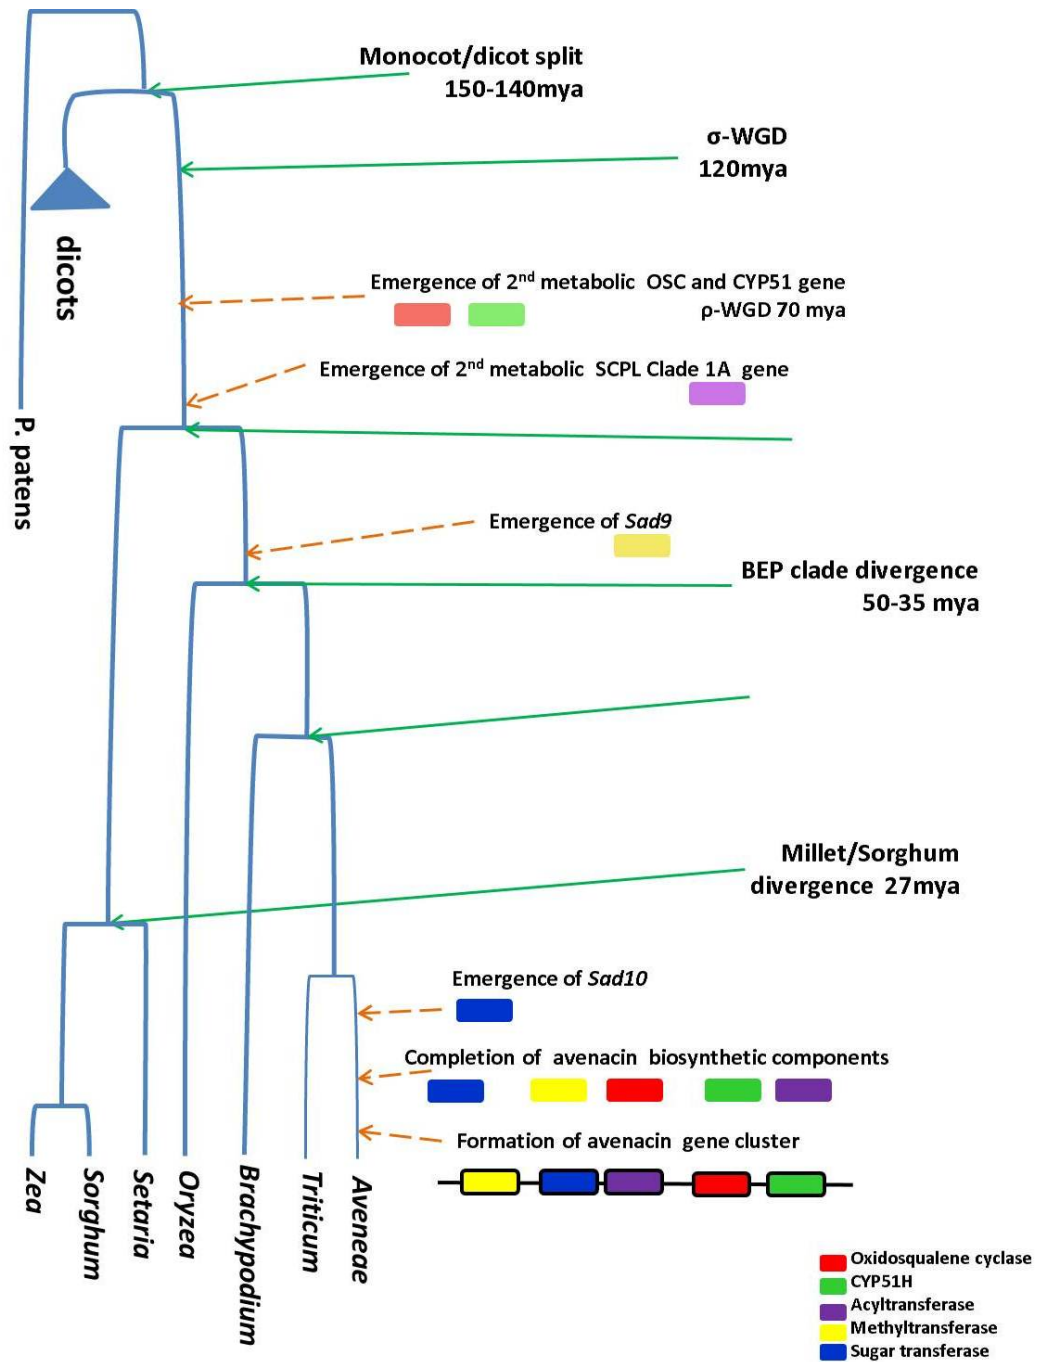 Monocot/dicot split
150-140mya
σ-WGD
120mya
dicots
Emergence of 2nd metabolic OSC and CYP51 gene
ρ-WGD 70 mya
Emergence of 2nd metabolic SCPL Clade 1A gene
P. patens
Emergence of Sad9
BEP clade divergence
50-35 mya
Millet/Sorghum
divergence 27mya
Emergence of Sad10
Completion of avenacin biosynthetic components
Formation of avenacin gene cluster
Zea
Sorghum
Setaria
Oryzea
Brachypodium
Triticum
Aveneae
Oxidosqualene cyclase
CYP51H
Acyltransferase
Methyltransferase
Sugar transferase